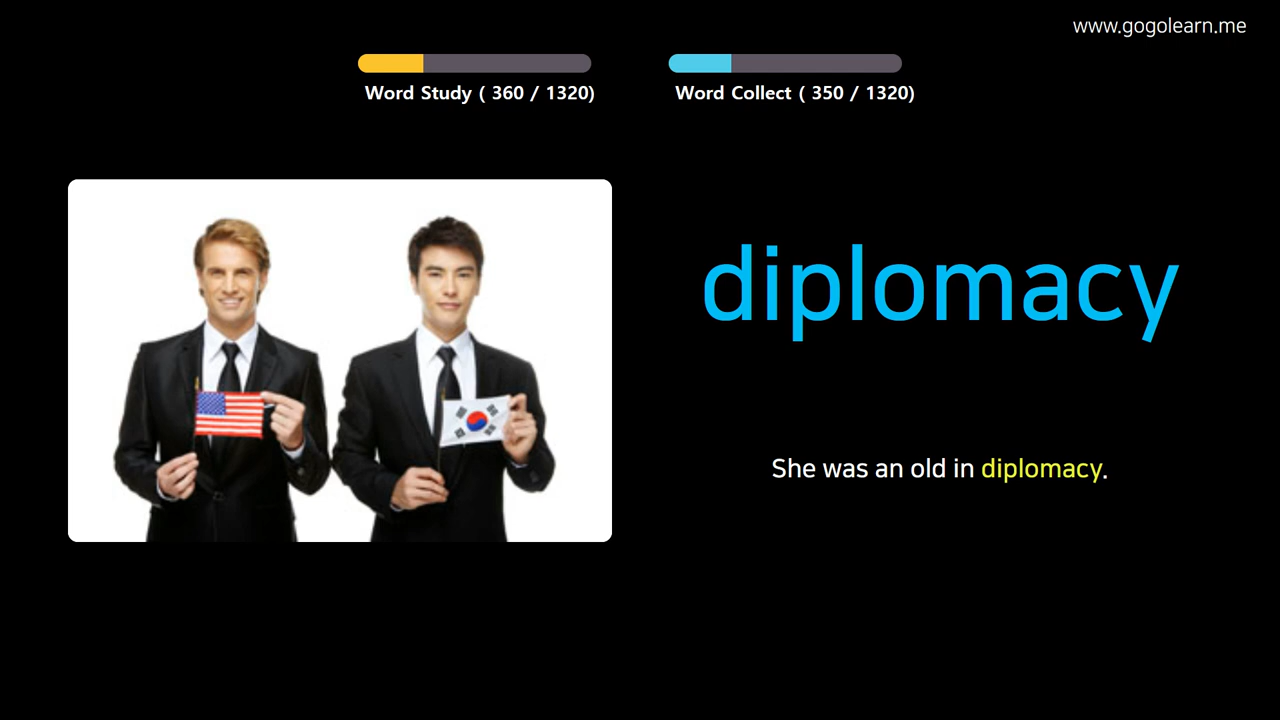 www.gogolearn.me
Word Study ( 360 / 1320)
Word Collect ( 350 / 1320)
diplomacy
She was an old in diplomacy.